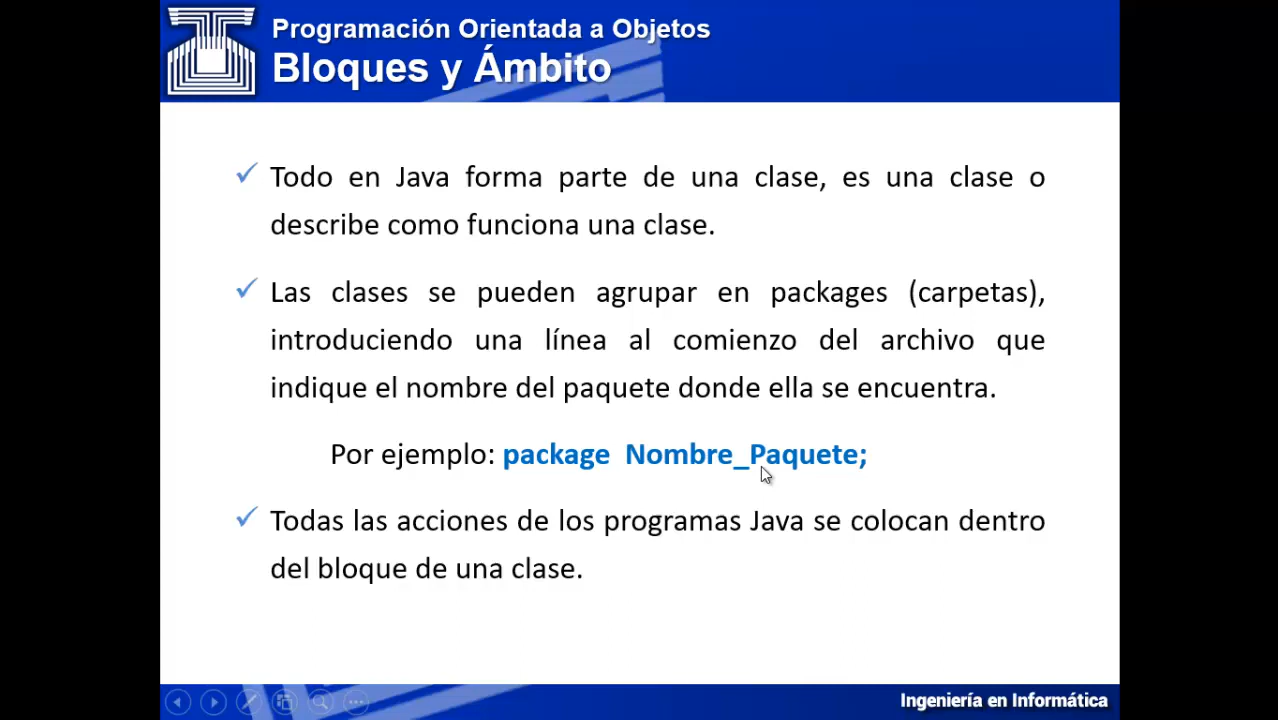 Programación Orientada a Objetos
Bloques y Ámbito
Todo en Java forma parte de una clase, es una clase o
describe como funciona una clase.
Las clases se pueden agrupar en packages (carpetas),
introduciendo una línea al comienzo del archivo que
indique el nombre del paquete donde ella se encuentra.
Por ejemplo: package Nombre_Paquete;
Todas las acciones de los programas Java se colocan dentro
del bloque de una clase.
Ingeniería en Informática